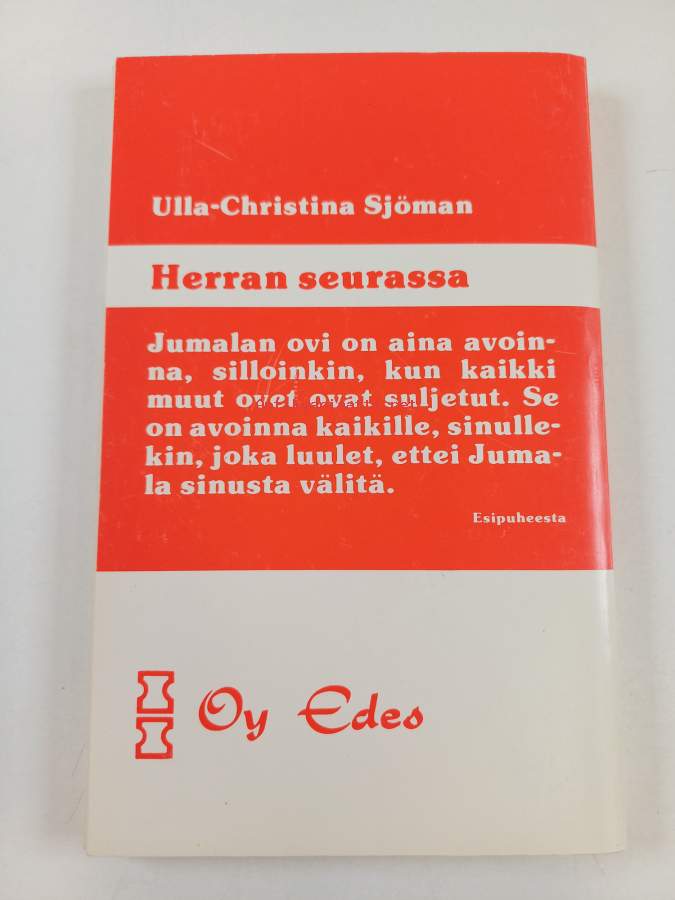 Ulla-Christina Sjöman
Herran seurassa
Jumalan ovi on aina avoin-
na, silloinkin, kun kaikki
muut ovet ovat suljetut. Se
on avoinna kaikille, sinulle-
kin, joka luulet, ettei Juma-
la sinusta välitä.
Esipuheesta
Oy Edes